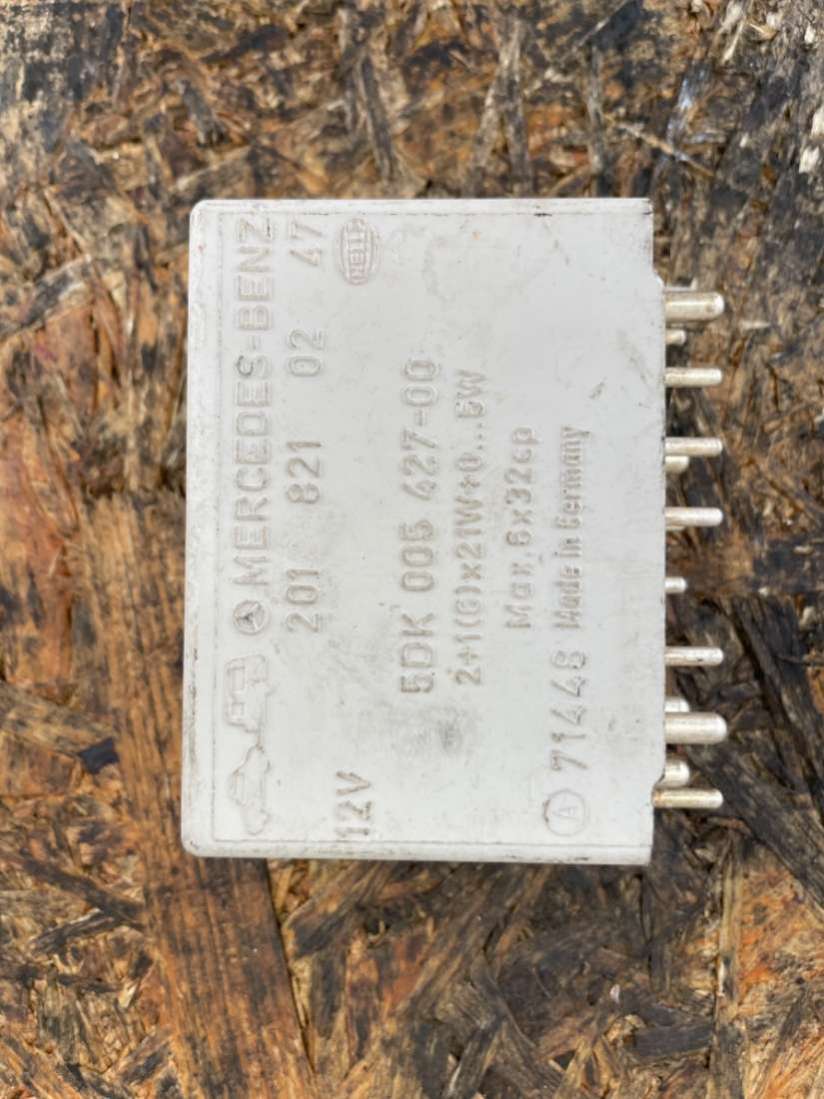 MERCEDES-BENZ
201 821 02 47
HELLA
12V
5DK 005 427-00
2+1(6)x21W+0...5W
Max.6x32cp
A 71448 Made in Germany